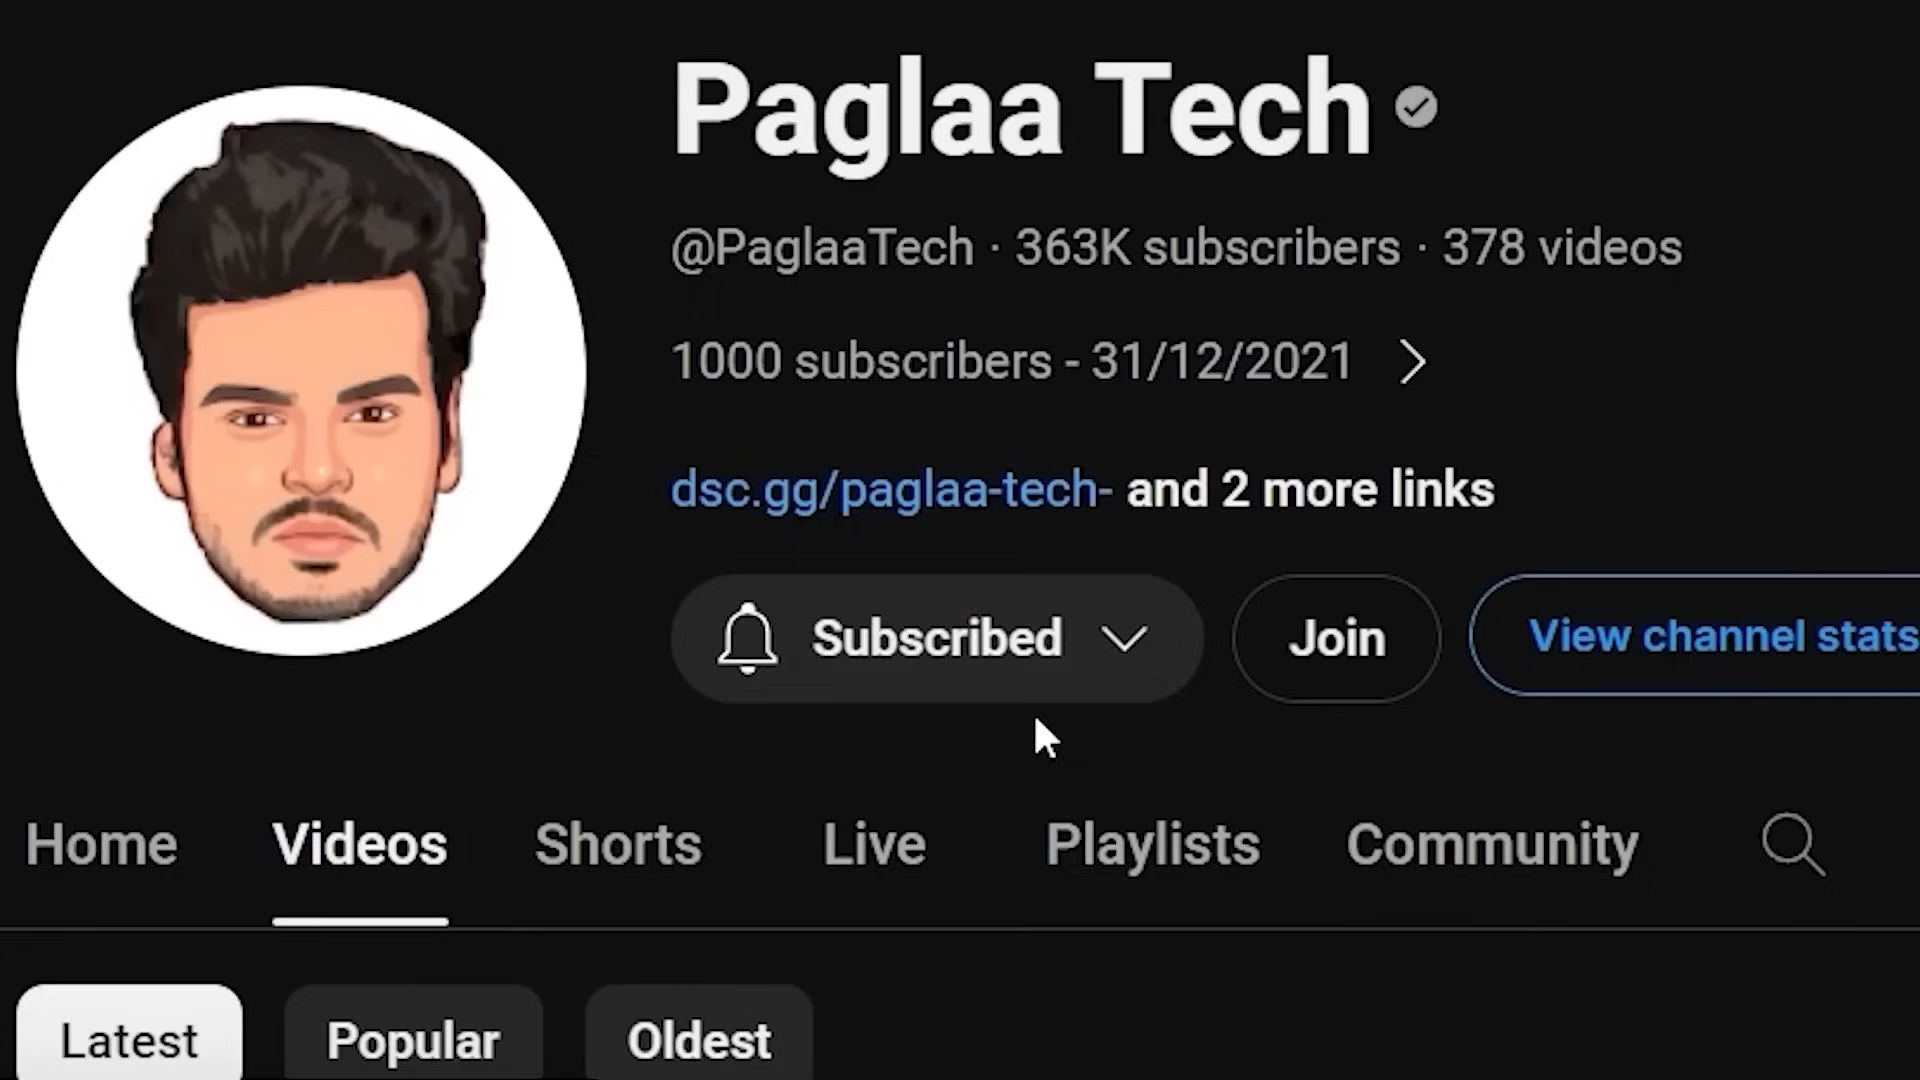 Paglaa Tech
@PaglaaTech · 363K subscribers · 378 videos
1000 subscribers - 31/12/2021
dsc.gg/paglaa-tech- and 2 more links
Subscribed Join View channel stats
Home Videos Shorts Live Playlists Community
Latest Popular Oldest